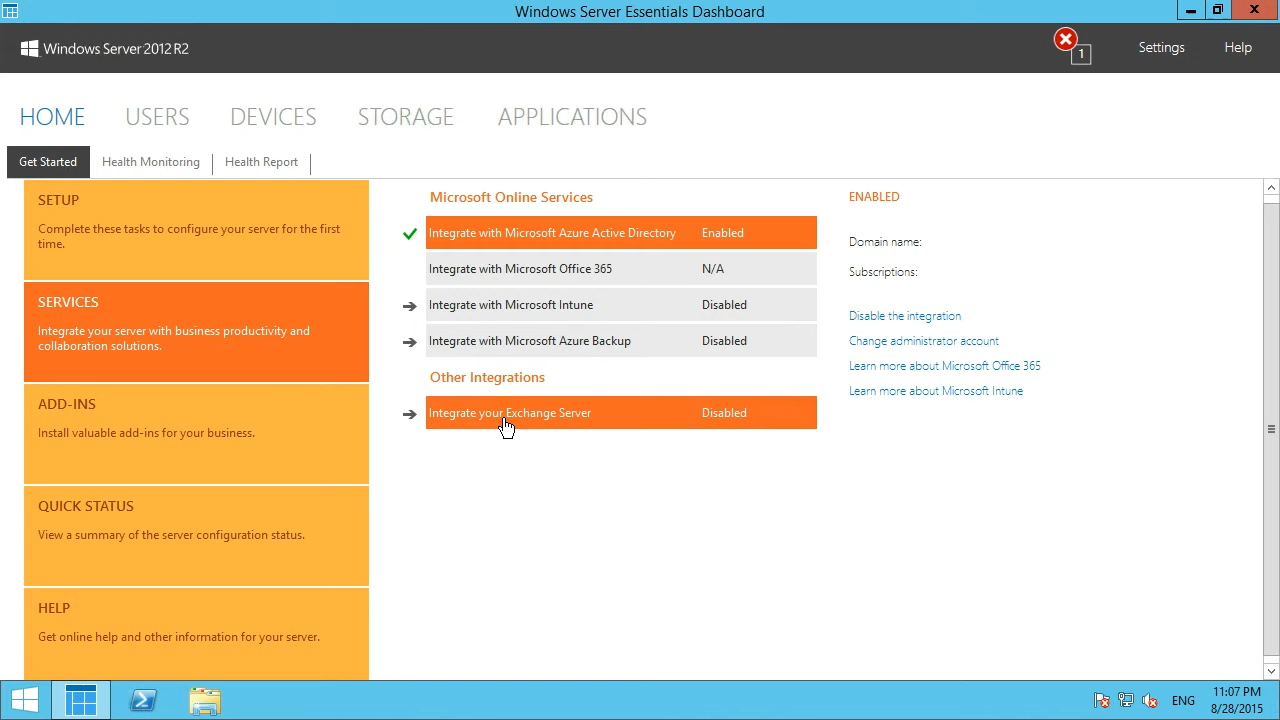 Windows Server Essentials Dashboard
Windows Server 2012 R2
1
Settings
Help
HOME
USERS
DEVICES
STORAGE
APPLICATIONS
Get Started
Health Monitoring
Health Report
SETUP
Complete these tasks to configure your server for the first
time.
SERVICES
Integrate your server with business productivity and
collaboration solutions.
ADD-INS
Install valuable add-ins for your business.
QUICK STATUS
View a summary of the server configuration status.
HELP
Get online help and other information for your server.
Microsoft Online Services
Integrate with Microsoft Azure Active Directory Enabled
Integrate with Microsoft Office 365 N/A
Integrate with Microsoft Intune Disabled
Integrate with Microsoft Azure Backup Disabled
Other Integrations
Integrate your Exchange Server Disabled
ENABLED
Domain name:
Subscriptions:
Disable the integration
Change administrator account
Learn more about Microsoft Office 365
Learn more about Microsoft Intune
ENG
11:07 PM
8/28/2015